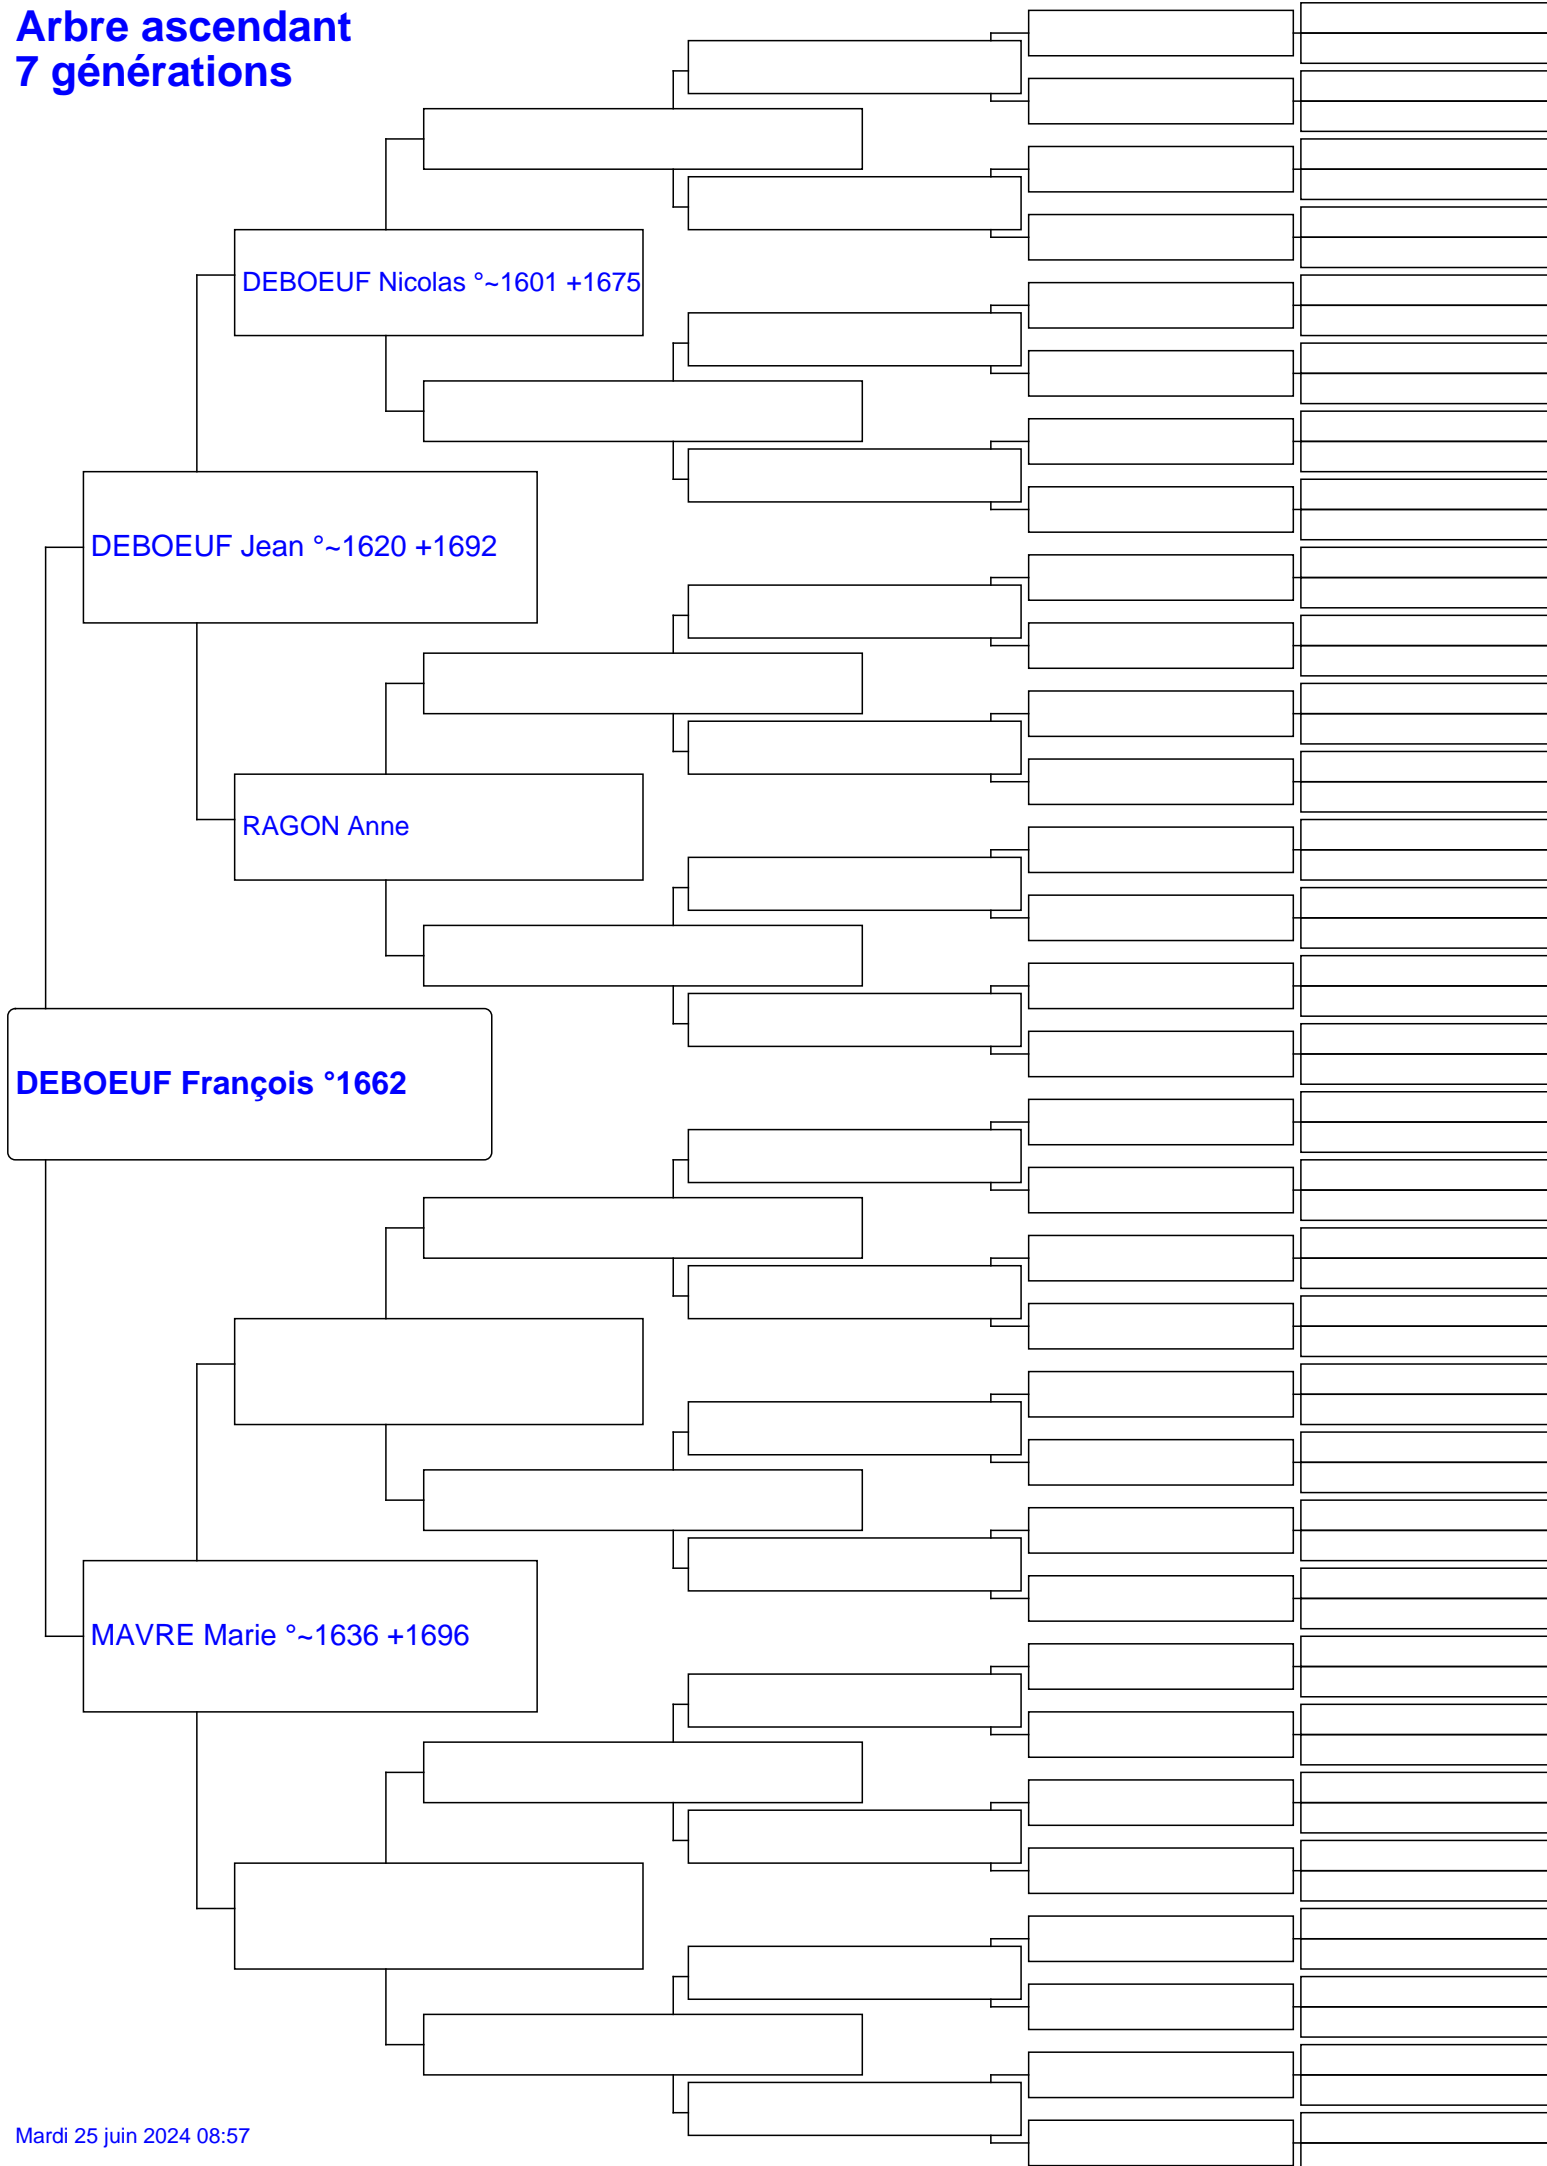 Arbre ascendant
7 générations
DEBOEUF Nicolas °~1601 +1675
DEBOEUF Jean °~1620 +1692
RAGON Anne
DEBOEUF François °1662
MAVRE Marie °~1636 +1696
Mardi 25 juin 2024 08:57